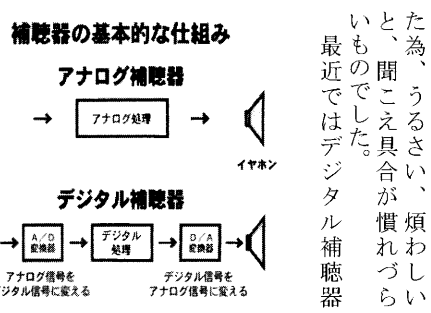 た為、うるさい、煩わしい
と、聞こえ具合が慣れづら
いものでした。
最近ではデジタル補聴器
補聴器の基本的な仕組み
アナログ補聴器
アナログ処理
イヤホン
デジタル補聴器
A/D
変換器
デジタル
処理
D/A
変換器
アナログ信号を
ジタル信号に変える
デジタル信号を
アナログ信号に変える